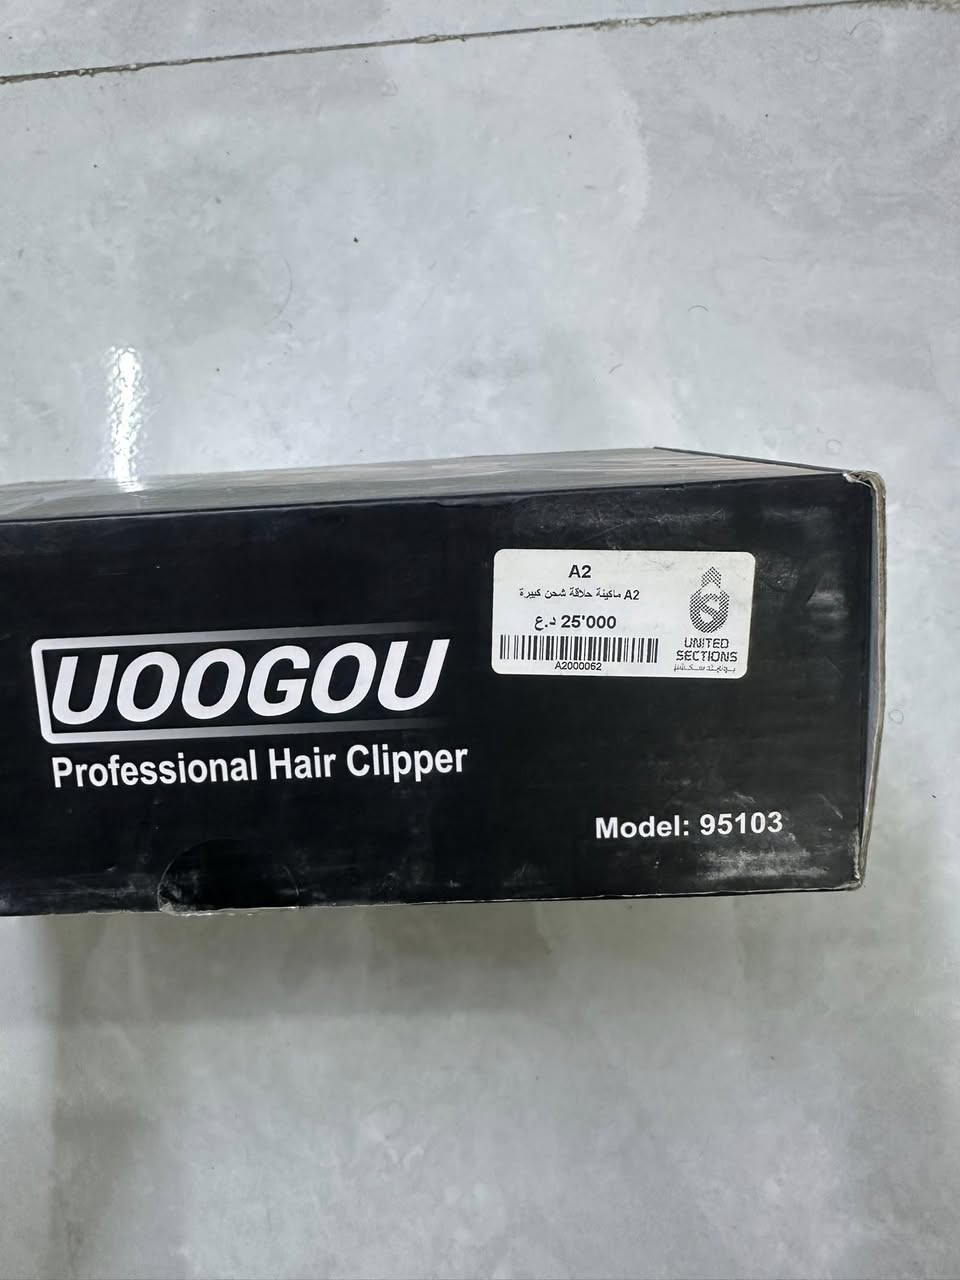 A2
A2 ماكينة حلاقة شحن كبيرة
25'000 د.ع
A2000062
UNITED
SECTIONS
UOOGOU
Professional Hair Clipper
Model: 95103